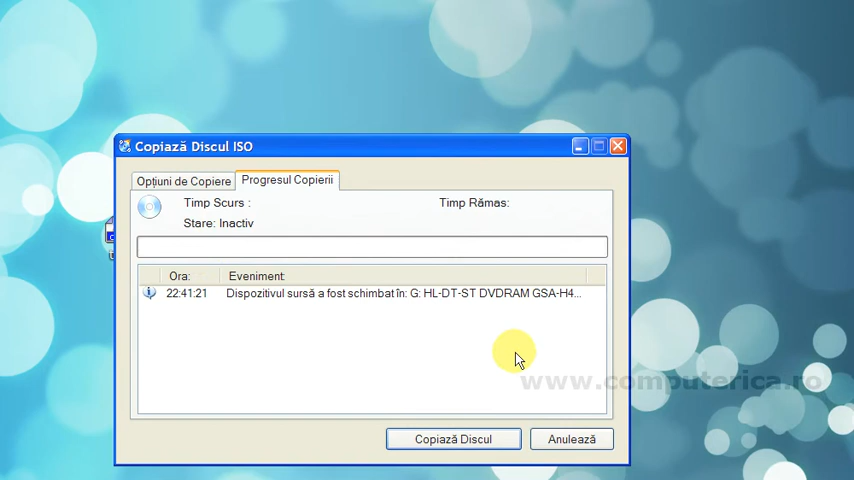 Copiază Discul ISO
Opțiuni de Copiere
Progresul Copierii
Timp Scurs :
Timp Rămas:
Stare: Inactiv
Ora:
Eveniment:
22:41:21
Dispozitivul sursă a fost schimbat în: G: HL-DT-ST DVDRAM GSA-H4...
www.computerica.ro
Copiază Discul
Anulează